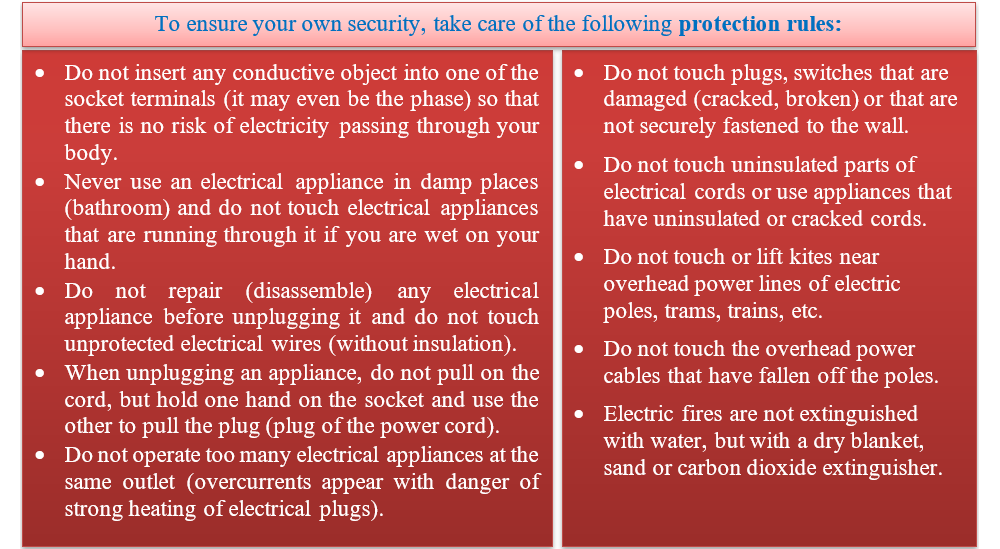 To ensure your own security, take care of the following protection rules:
• Do not insert any conductive object into one of the
socket terminals (it may even be the phase) so that
there is no risk of electricity passing through your
body.
• Never use an electrical appliance in damp places
(bathroom) and do not touch electrical appliances
that are running through it if you are wet on your
hand.
• Do not repair (disassemble) any electrical
appliance before unplugging it and do not touch
unprotected electrical wires (without insulation).
• When unplugging an appliance, do not pull on the
cord, but hold one hand on the socket and use the
other to pull the plug (plug of the power cord).
• Do not operate too many electrical appliances at the
same outlet (overcurrents appear with danger of
strong heating of electrical plugs).
• Do not touch plugs, switches that are
damaged (cracked, broken) or that are
not securely fastened to the wall.
• Do not touch uninsulated parts of
electrical cords or use appliances that
have uninsulated or cracked cords.
• Do not touch or lift kites near
overhead power lines of electric
poles, trams, trains, etc.
• Do not touch the overhead power
cables that have fallen off the poles.
• Electric fires are not extinguished
with water, but with a dry blanket,
sand or carbon dioxide extinguisher.